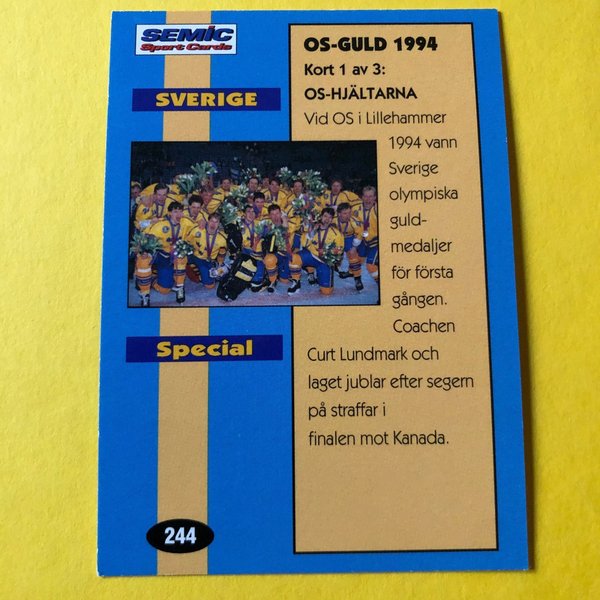 SEMIC
Sport Cards
SVERIGE
Special
244
OS-GULD 1994
Kort 1 av 3:
OS-HJÄLTARNA
Vid OS i Lillehammer
1994 vann
Sverige
olympiska
guld-
medaljer
för första
gången.
Coachen
Curt Lundmark och
laget jublar efter segern
på straffar i
finalen mot Kanada.